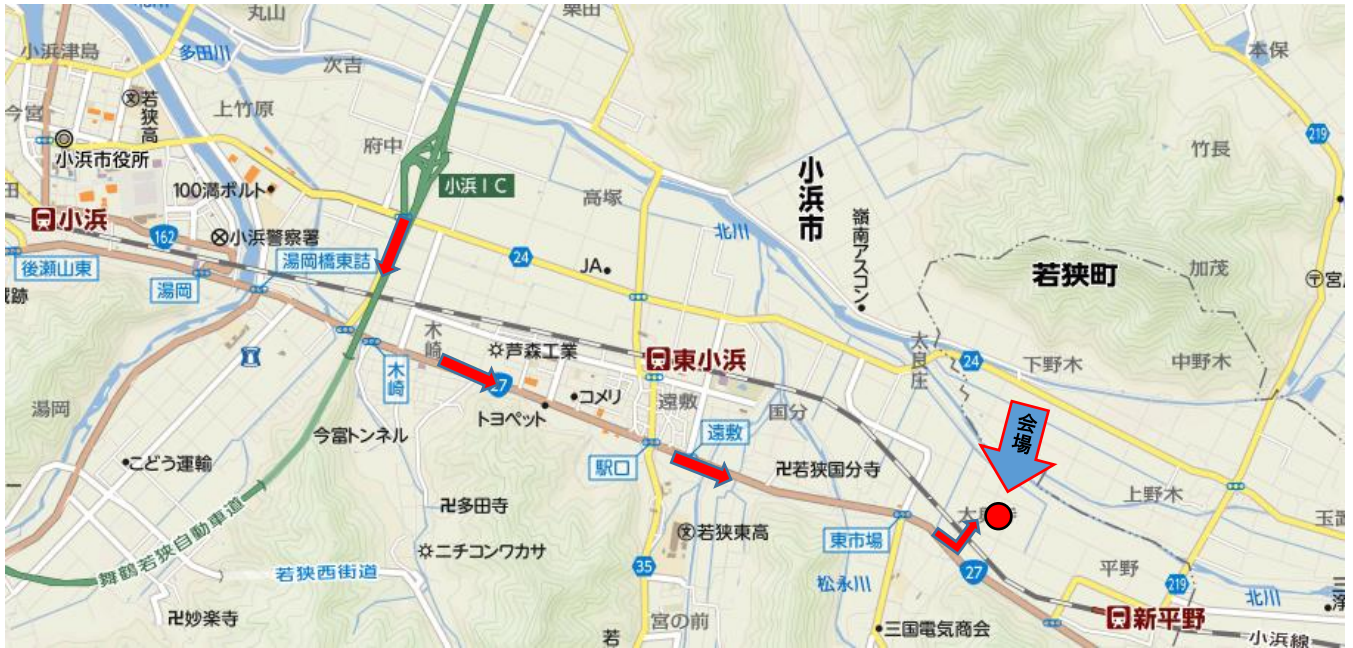 丸山
栗田
小浜津島
多田川
次吉
本保
今宮
若狭高
上竹原
219
小浜市役所
府中
竹長
100満ボルト
小浜IC
高塚
小浜市
小浜
162
小浜警察署
湯岡橋東詰
24
JA
北川
嶺南アスコン
若狭町
加茂
後瀬山東
湯岡
城跡
木崎
芦森工業
東小浜
太良庄
24
下野木
中野木
木崎
27
コメリ
トヨペット
遠敷
国分
会場
湯岡
今富トンネル
遠敷
こどう運輸
駅口
卍若狭国分寺
上野木
卍多田寺
若狭東高
東市場
玉置
ニチコンワカサ
舞鶴若狭自動車道
若狭西街道
35
松永川
27
平野
219
北川
卍妙楽寺
宮の前
若
三国電気商会
新平野
小浜線